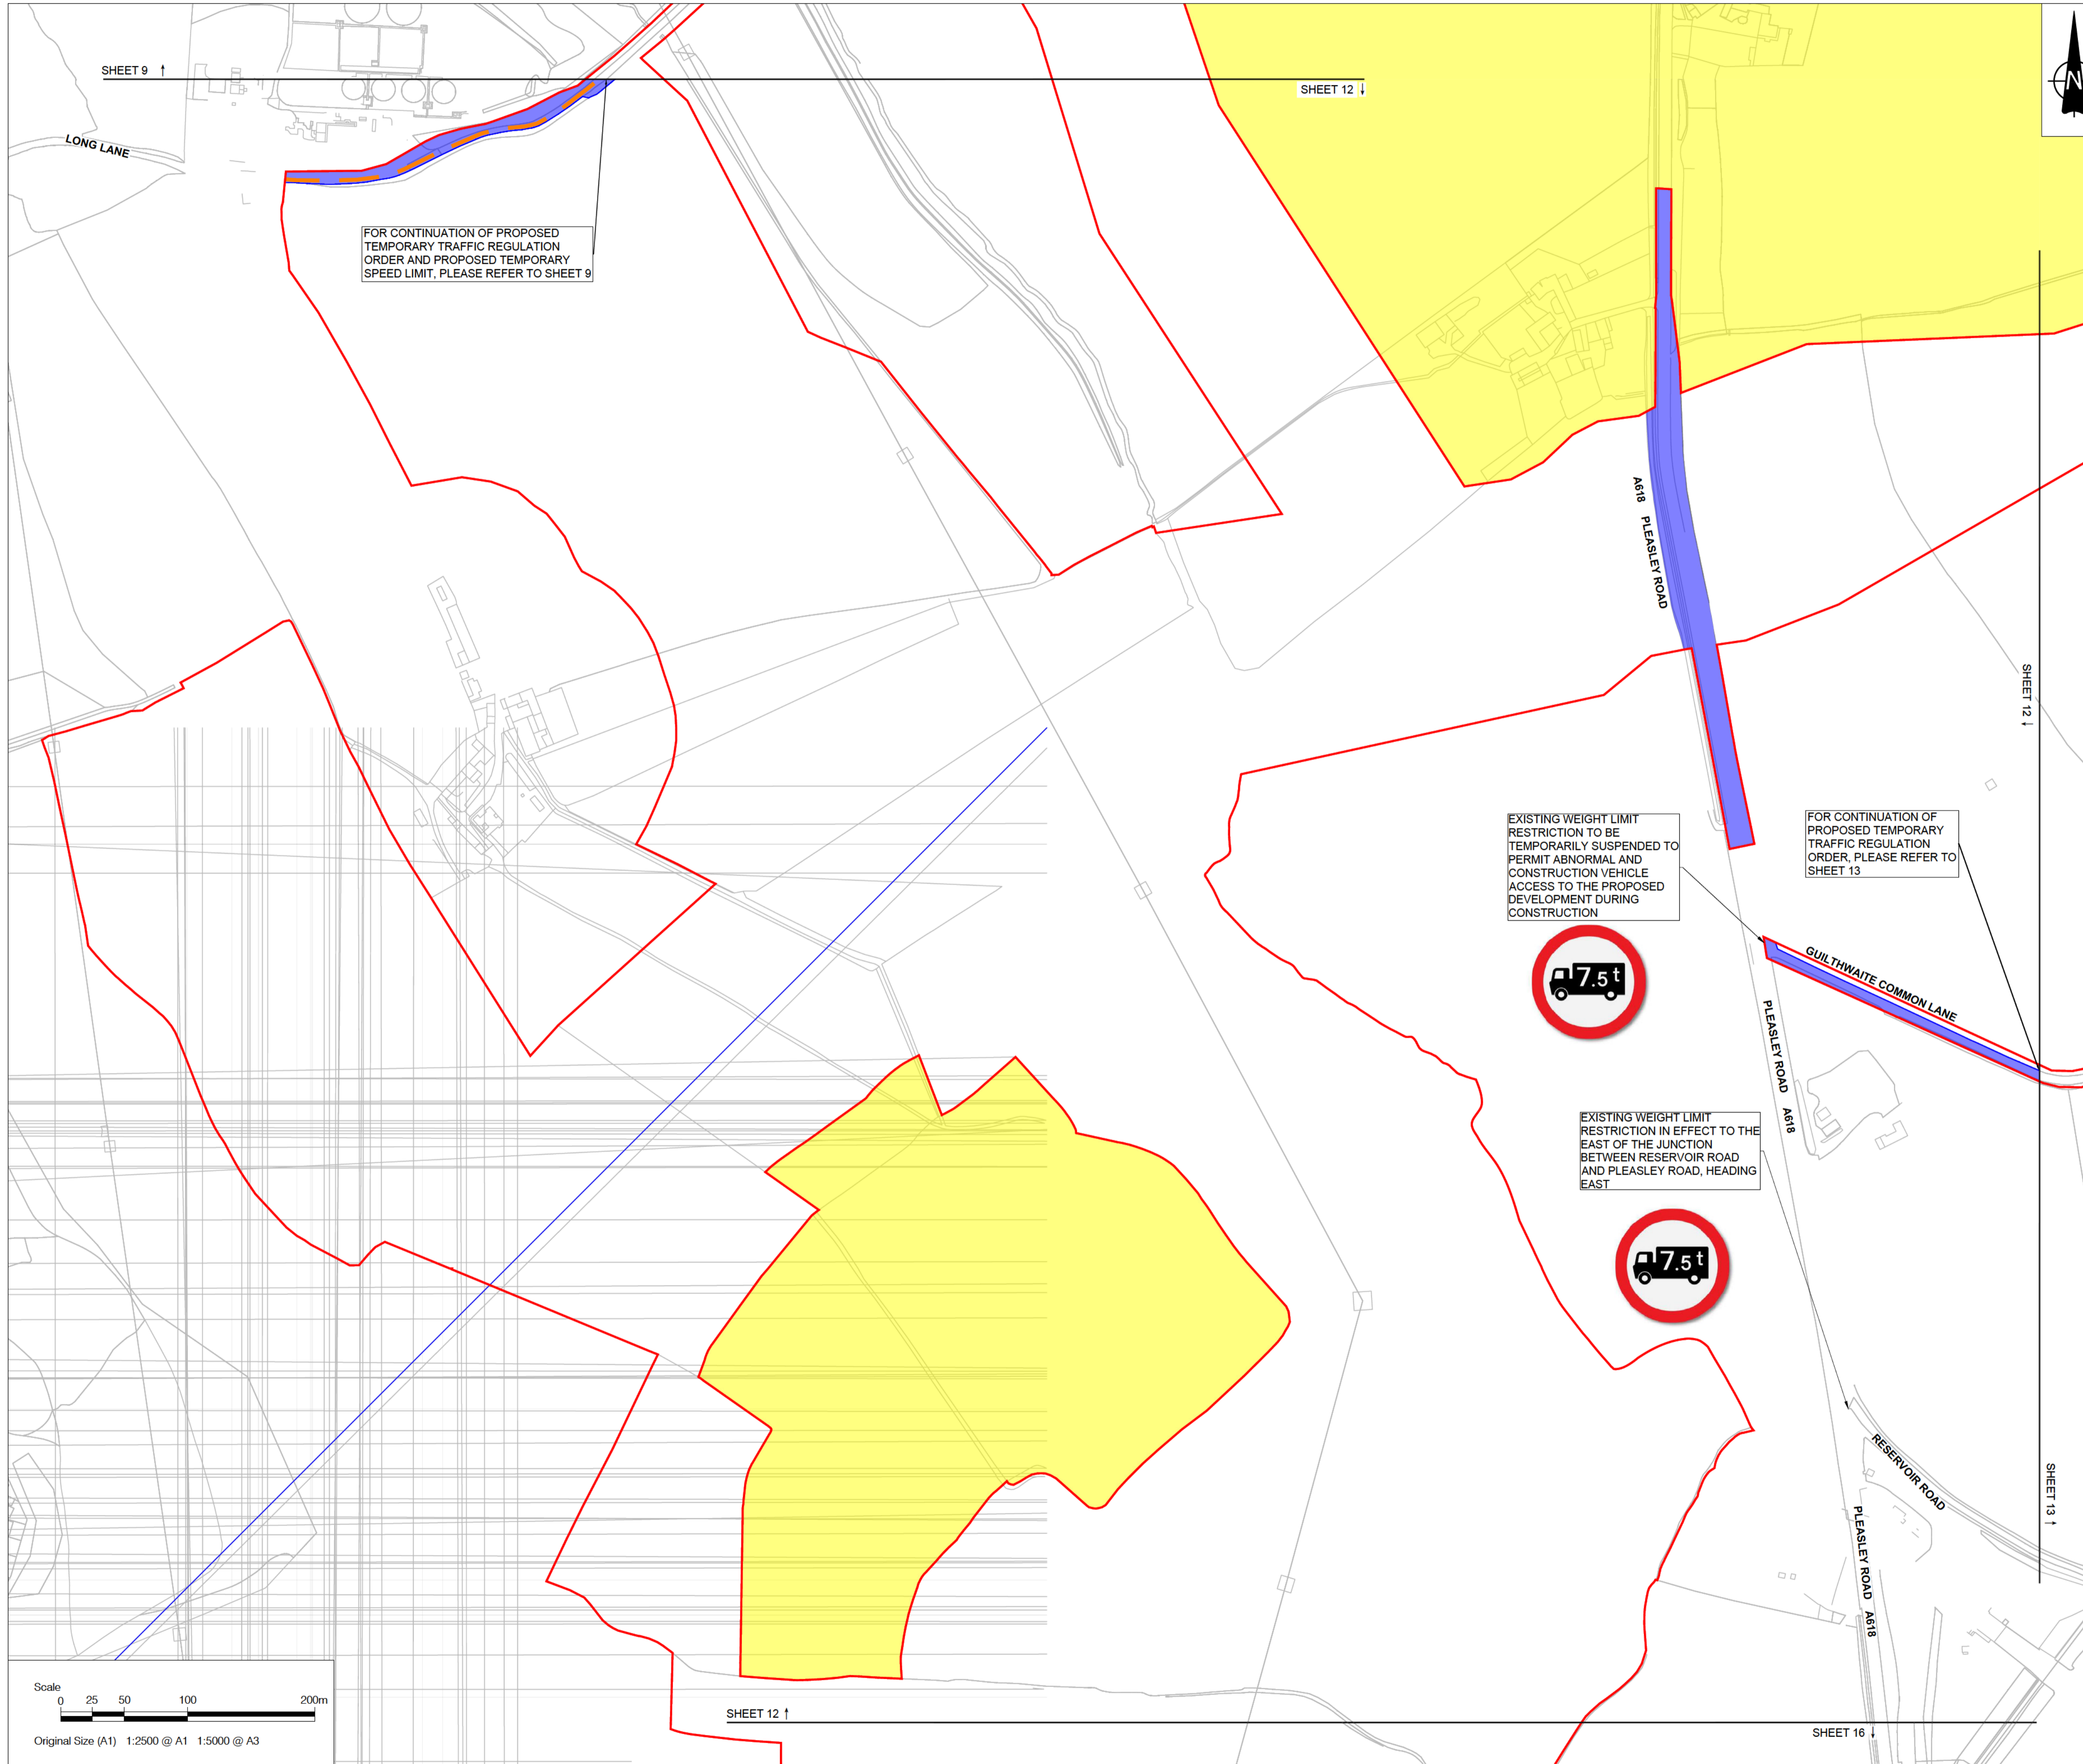 SHEET 9 ↑
SHEET 12 ↓
N
LONG LANE
FOR CONTINUATION OF PROPOSED
TEMPORARY TRAFFIC REGULATION
ORDER AND PROPOSED TEMPORARY
SPEED LIMIT, PLEASE REFER TO SHEET 9
A618 PLEASLEY ROAD
SHEET 12 ↓
EXISTING WEIGHT LIMIT
RESTRICTION TO BE
TEMPORARILY SUSPENDED TO
PERMIT ABNORMAL AND
CONSTRUCTION VEHICLE
ACCESS TO THE PROPOSED
DEVELOPMENT DURING
CONSTRUCTION
FOR CONTINUATION OF
PROPOSED TEMPORARY
TRAFFIC REGULATION
ORDER, PLEASE REFER TO
SHEET 13
7.5t
GUILTHWAITE COMMON LANE
PLEASLEY ROAD A618
EXISTING WEIGHT LIMIT
RESTRICTION IN EFFECT TO THE
EAST OF THE JUNCTION
BETWEEN RESERVOIR ROAD
AND PLEASLEY ROAD, HEADING
EAST
7.5t
RESERVOIR ROAD
SHEET 13 ↑
PLEASLEY ROAD A618
Scale
0 25 50 100 200m
Original Size (A1) 1:2500 @ A1 1:5000 @ A3
SHEET 12 ↑
SHEET 16 ↓